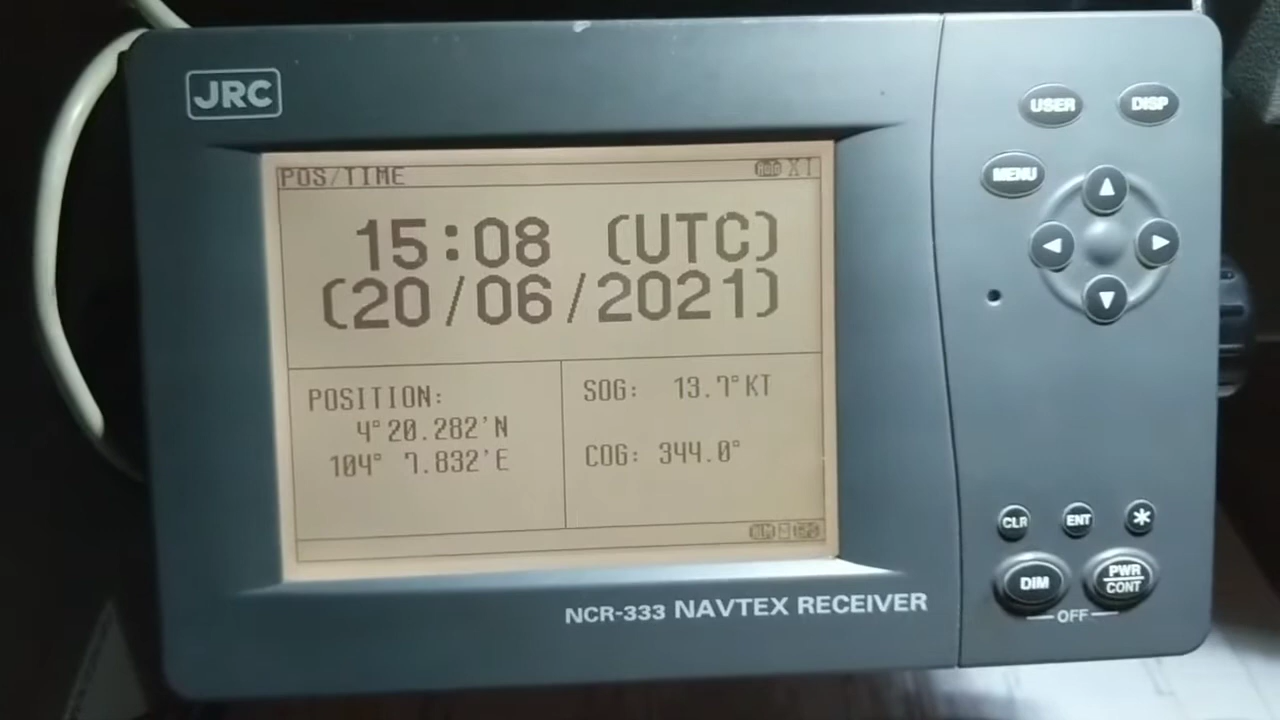 JRC
POS/TIME
15:08 (UTC)
(20/06/2021)
POSITION:
4°20.282'N
104° 7.832'E
SOG: 13.7°KT
COG: 344.0°
NCR-333 NAVTEX RECEIVER
USER DISP
MENU
CLR ENT *
DIM PWR
CONT
OFF